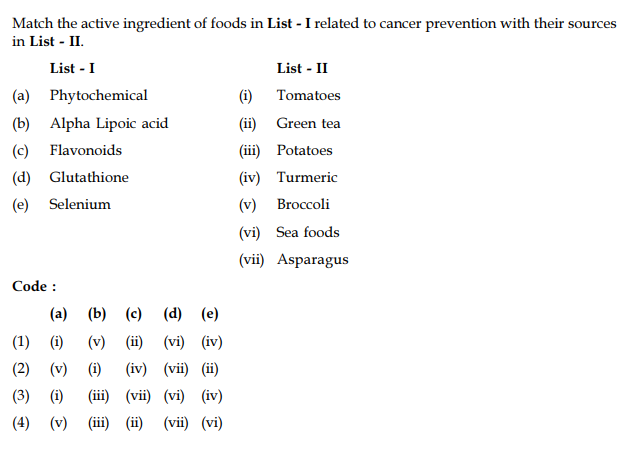 Match the active ingredient of foods in List - I related to cancer prevention with their sources
in List - II.
List - I List - II
(a) Phytochemical (i) Tomatoes
(b) Alpha Lipoic acid (ii) Green tea
(c) Flavonoids (iii) Potatoes
(d) Glutathione (iv) Turmeric
(e) Selenium (v) Broccoli
(vi) Sea foods
(vii) Asparagus
Code :
(a) (b) (c) (d) (e)
(1) (i) (v) (ii) (vi) (iv)
(2) (v) (i) (iv) (vii) (ii)
(3) (i) (iii) (vii) (vi) (iv)
(4) (v) (iii) (ii) (vii) (vi)